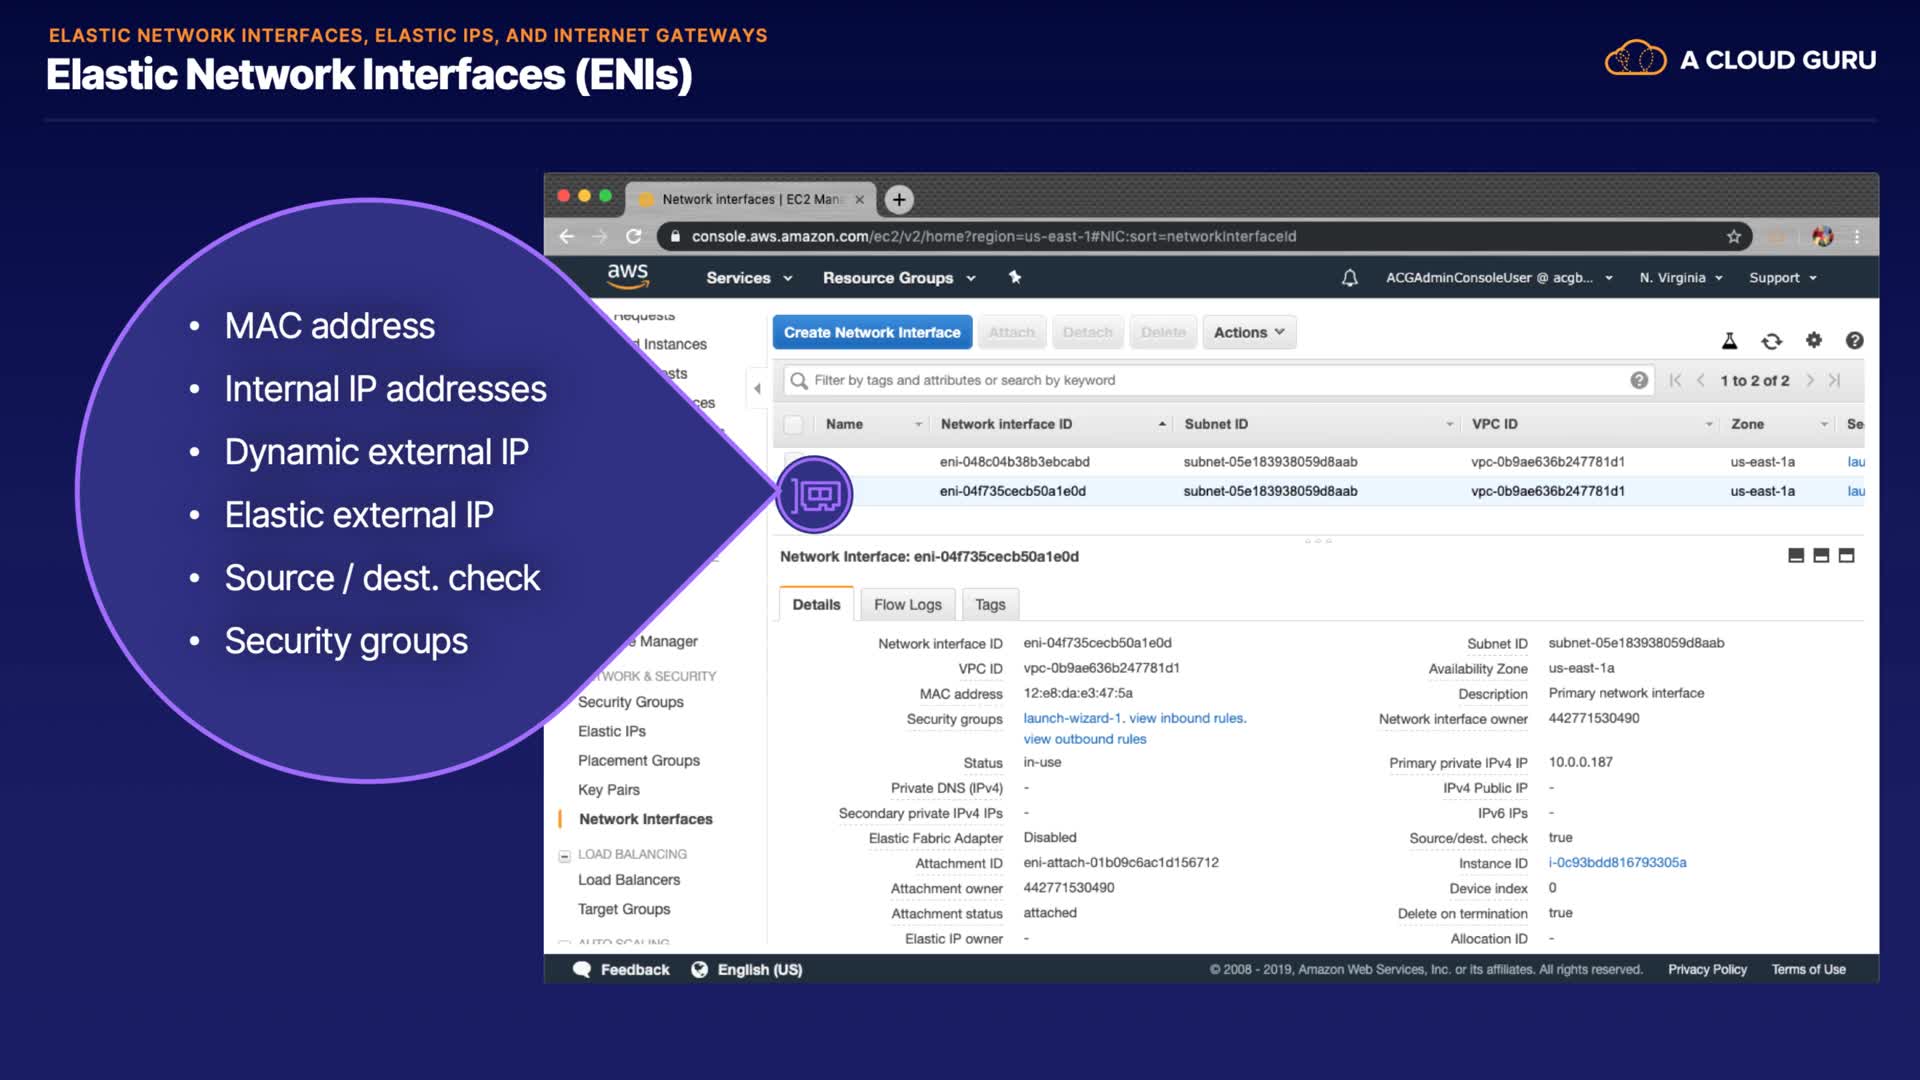 ELASTIC NETWORK INTERFACES, ELASTIC IPS, AND INTERNET GATEWAYS
Elastic Network Interfaces (ENIs)
A CLOUD GURU
• MAC address
• Internal IP addresses
• Dynamic external IP
• Elastic external IP
• Source / dest. check
• Security groups
Network interfaces | EC2 Mana
console.aws.amazon.com/ec2/v2/home?region=us-east-1#NIC:sort=networkInterfaceId
aws Services Resource Groups ACGAdminConsoleUser @ acgb... N. Virginia Support
Requests
d Instances
sts
ces
e Manager
TWORK & SECURITY
Security Groups
Elastic IPs
Placement Groups
Key Pairs
Network Interfaces
LOAD BALANCING
Load Balancers
Target Groups
AUTO SCALING
Create Network Interface Attach Detach Delete Actions
Filter by tags and attributes or search by keyword 1 to 2 of 2
Name Network interface ID Subnet ID VPC ID Zone Se
eni-048c04b38b3ebcabd subnet-05e183938059d8aab vpc-0b9ae636b247781d1 us-east-1a lau
eni-04f735cecb50a1e0d subnet-05e183938059d8aab vpc-0b9ae636b247781d1 us-east-1a lau
Network Interface: eni-04f735cecb50a1e0d
Details Flow Logs Tags
Network interface ID eni-04f735cecb50a1e0d Subnet ID subnet-05e183938059d8aab
VPC ID vpc-0b9ae636b247781d1 Availability Zone us-east-1a
MAC address 12:e8:da:e3:47:5a Description Primary network interface
Security groups launch-wizard-1. view inbound rules. Network interface owner 442771530490
view outbound rules
Status in-use Primary private IPv4 IP 10.0.0.187
Private DNS (IPv4) - IPv4 Public IP -
Secondary private IPv4 IPs - IPv6 IPs -
Elastic Fabric Adapter Disabled Source/dest. check true
Attachment ID eni-attach-01b09c6ac1d156712 Instance ID i-0c93bdd816793305a
Attachment owner 442771530490 Device index 0
Attachment status attached Delete on termination true
Elastic IP owner - Allocation ID -
Feedback English (US) © 2008 - 2019, Amazon Web Services, Inc. or its affiliates. All rights reserved. Privacy Policy Terms of Use